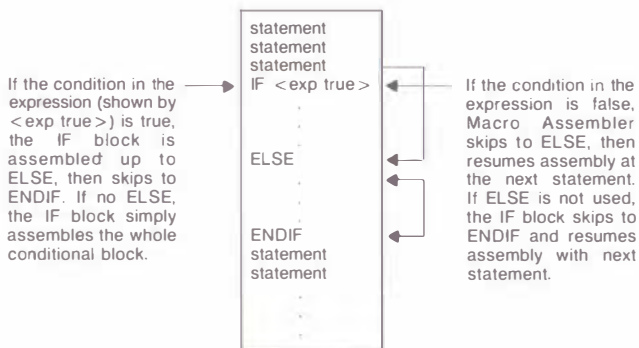 If the condition in the
expression (shown by
<exp true>) is true,
the IF block is
assembled up to
ELSE, then skips to
ENDIF. If no ELSE,
the IF block simply
assembles the whole
conditional block.
statement
statement
statement
IF <exp true>
.
.
.
ELSE
.
.
.
ENDIF
statement
statement
.
.
.
If the condition in the
expression is false,
Macro Assembler
skips to ELSE, then
resumes assembly at
the next statement.
If ELSE is not used,
the IF block skips to
ENDIF and resumes
assembly with next
statement.